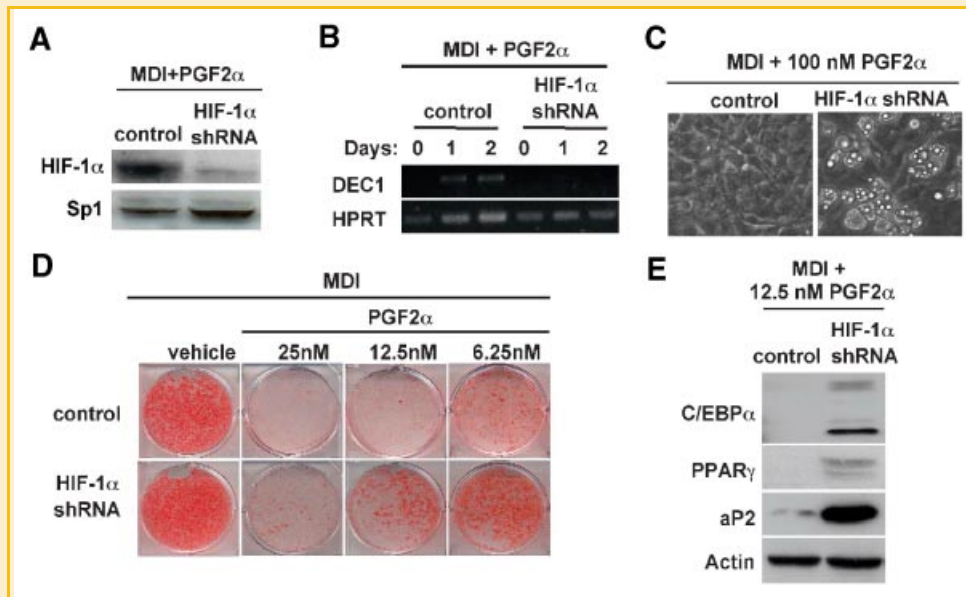 A
MDI+PGF2α
control
HIF-1α
shRNA
HIF-1α
Sp1
B
MDI + PGF2α
control
HIF-1α
shRNA
Days: 0 1 2 0 1 2
DEC1
HPRT
C
MDI + 100 nM PGF2α
control HIF-1α shRNA
D
MDI
PGF2α
vehicle 25nM 12.5nM 6.25nM
control
HIF-1α
shRNA
E
MDI +
12.5 nM PGF2α
control
HIF-1α
shRNA
C/EBPα
PPARγ
aP2
Actin